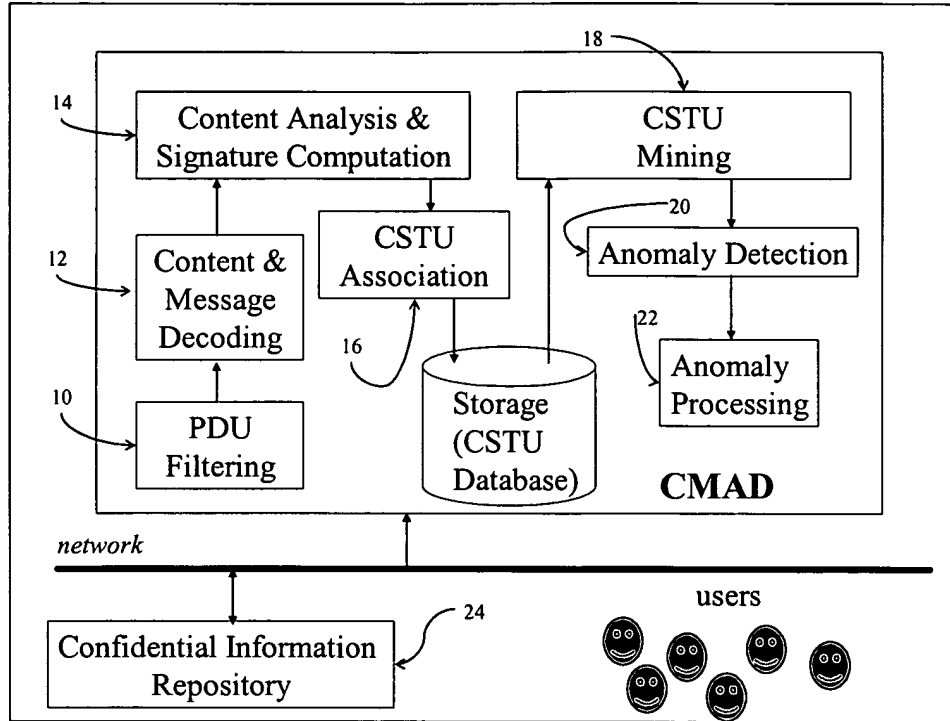 18
14
Content Analysis &
Signature Computation
CSTU
Mining
20
12
Content &
Message
Decoding
CSTU
Association
Anomaly Detection
16
22
Anomaly
Processing
10
PDU
Filtering
Storage
(CSTU
Database)
CMAD
network
users
24
Confidential Information
Repository